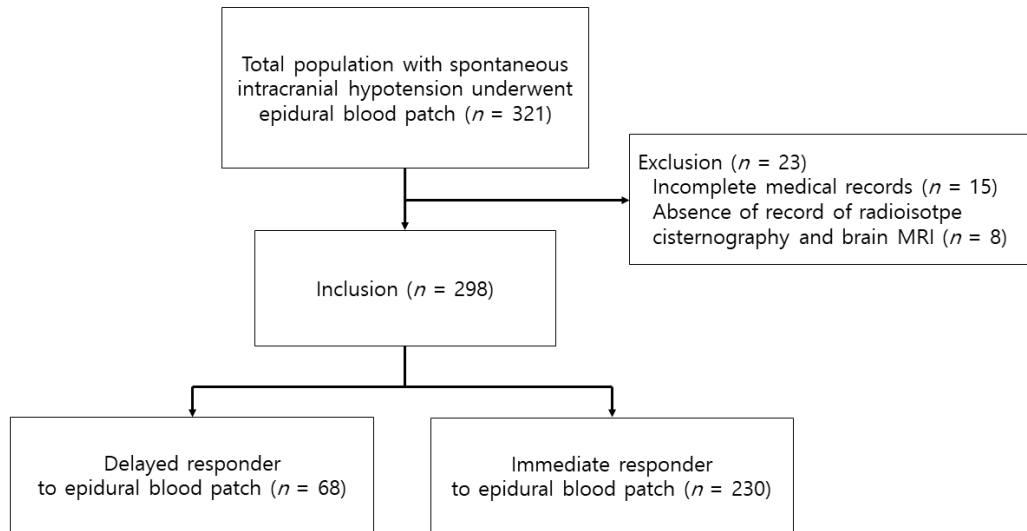 Total population with spontaneous
intracranial hypotension underwent
epidural blood patch (n = 321)
Exclusion (n = 23)
Incomplete medical records (n = 15)
Absence of record of radioisotpe
cisternography and brain MRI (n = 8)
Inclusion (n = 298)
Delayed responder
to epidural blood patch (n = 68)
Immediate responder
to epidural blood patch (n = 230)